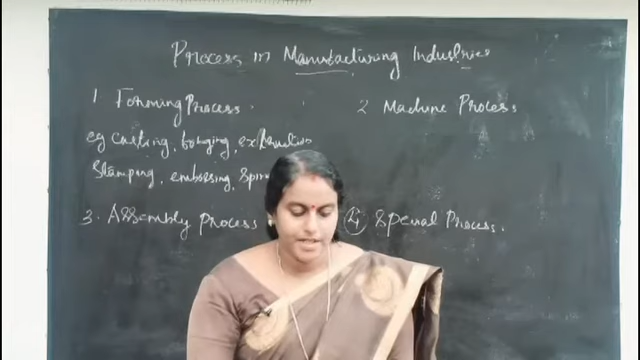 Process in Manufacturing Industries
1 Forming Process.
2 Machine Process.
eg casting, forging, extrusion
Stamping, embossing, spin
3. Assembly process
4 Special Process.